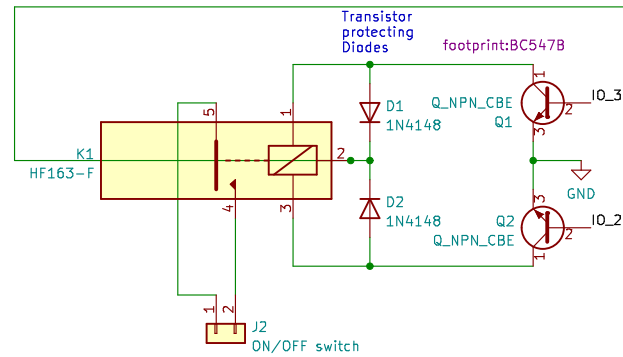 Transistor
protecting
Diodes
footprint:BC547B
1
IO_3
5
1
D1
Q_NPN_CBE
2
1N4148
Q1
3
K1
2
HF163-F
GND
D2
3
4
3
1N4148
Q2
IO_2
2
Q_NPN_CBE
1
1
2
J2
ON/OFF switch